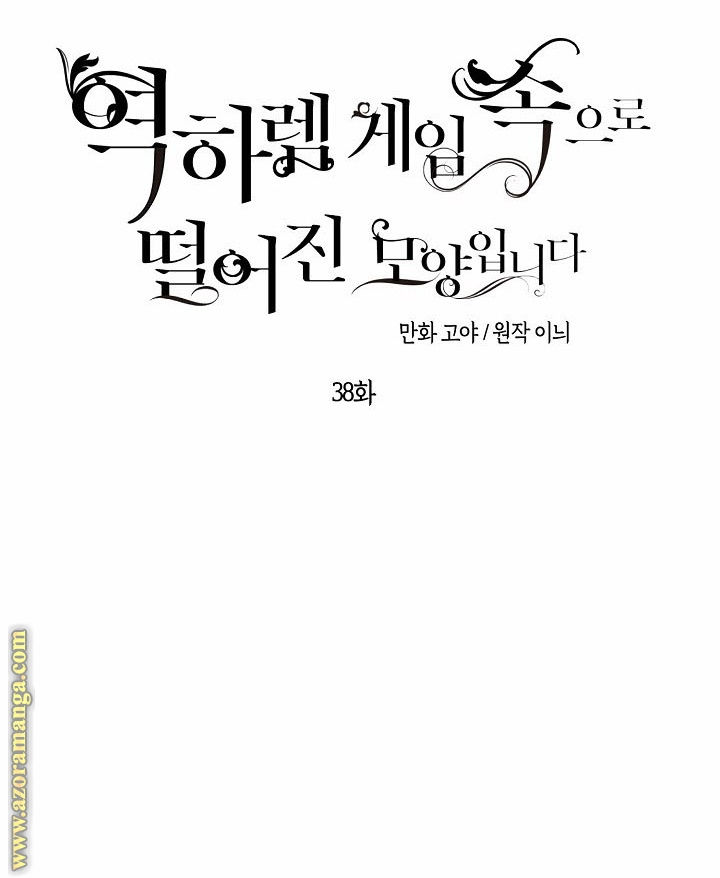 역하렘 게임 속으로
떨어진 모양입니다
만화 고야 / 원작 이늬
38화
www.azoramanga.com